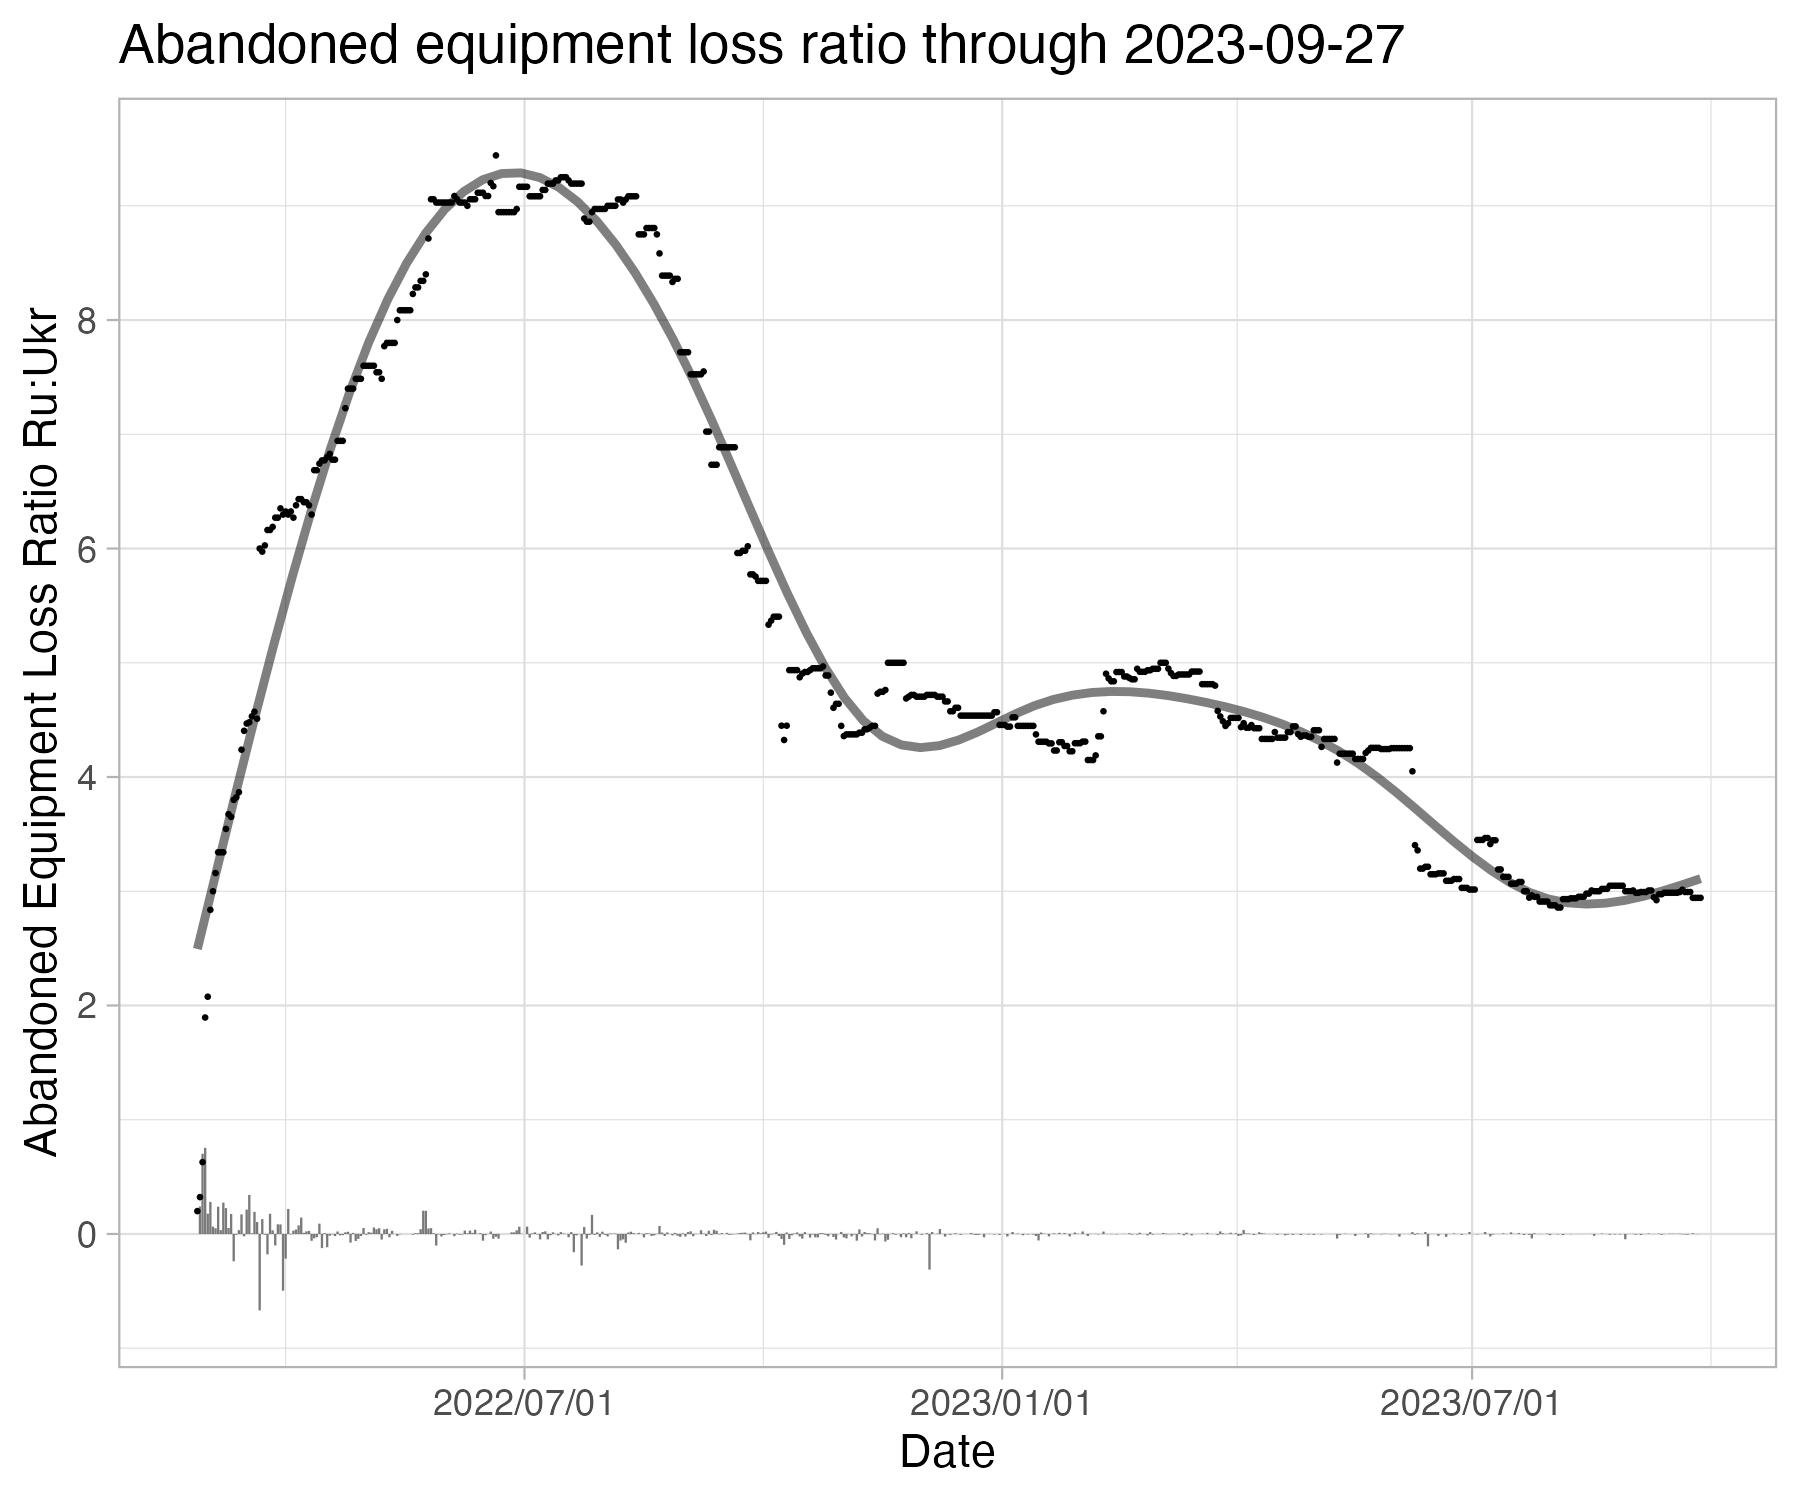 Abandoned equipment loss ratio through 2023-09-27
Abandoned Equipment Loss Ratio Ru:Ukr
8
6
4
2
0
2022/07/01
2023/01/01
2023/07/01
Date